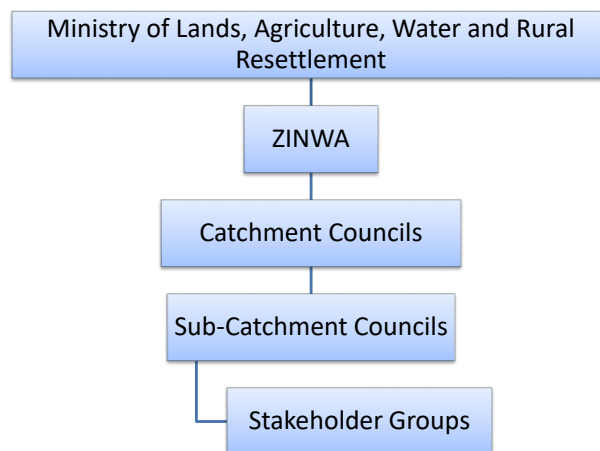 Ministry of Lands, Agriculture, Water and Rural
Resettlement
ZINWA
Catchment Councils
Sub-Catchment Councils
Stakeholder Groups